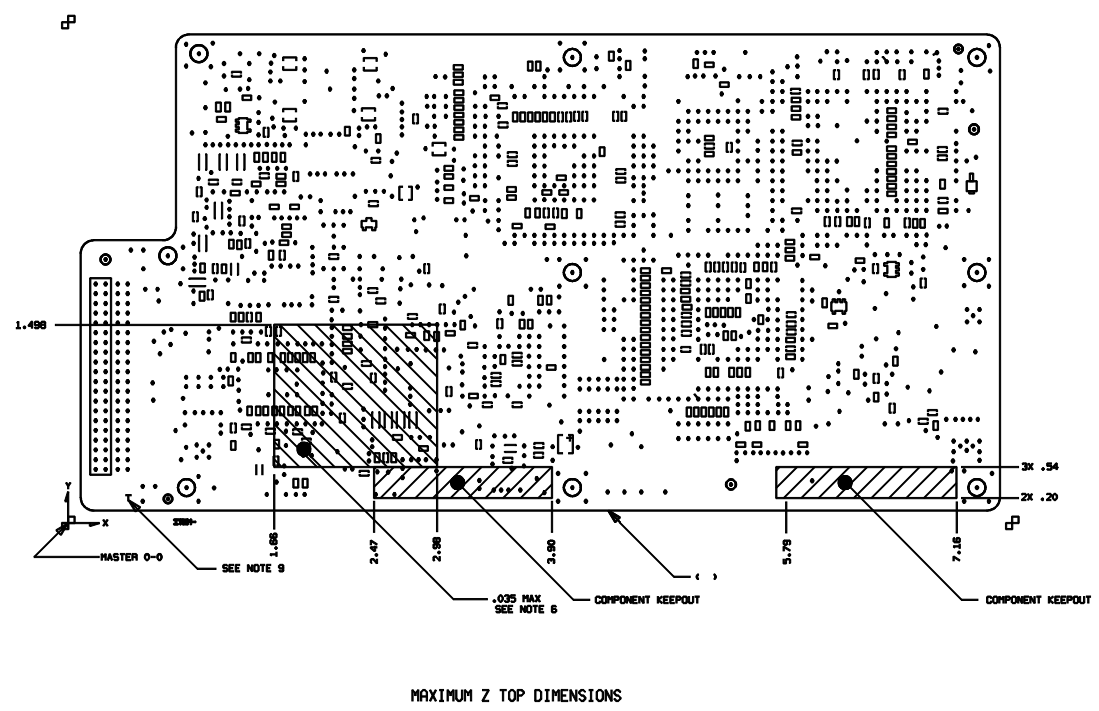 1.498
3X .54
2X .20
Y
X
MASTER 0-0
SEE NOTE 9
1.66
2.47
2.98
3.90
5.79
7.16
.035 MAX
SEE NOTE 6
COMPONENT KEEPOUT
COMPONENT KEEPOUT
MAXIMUM Z TOP DIMENSIONS